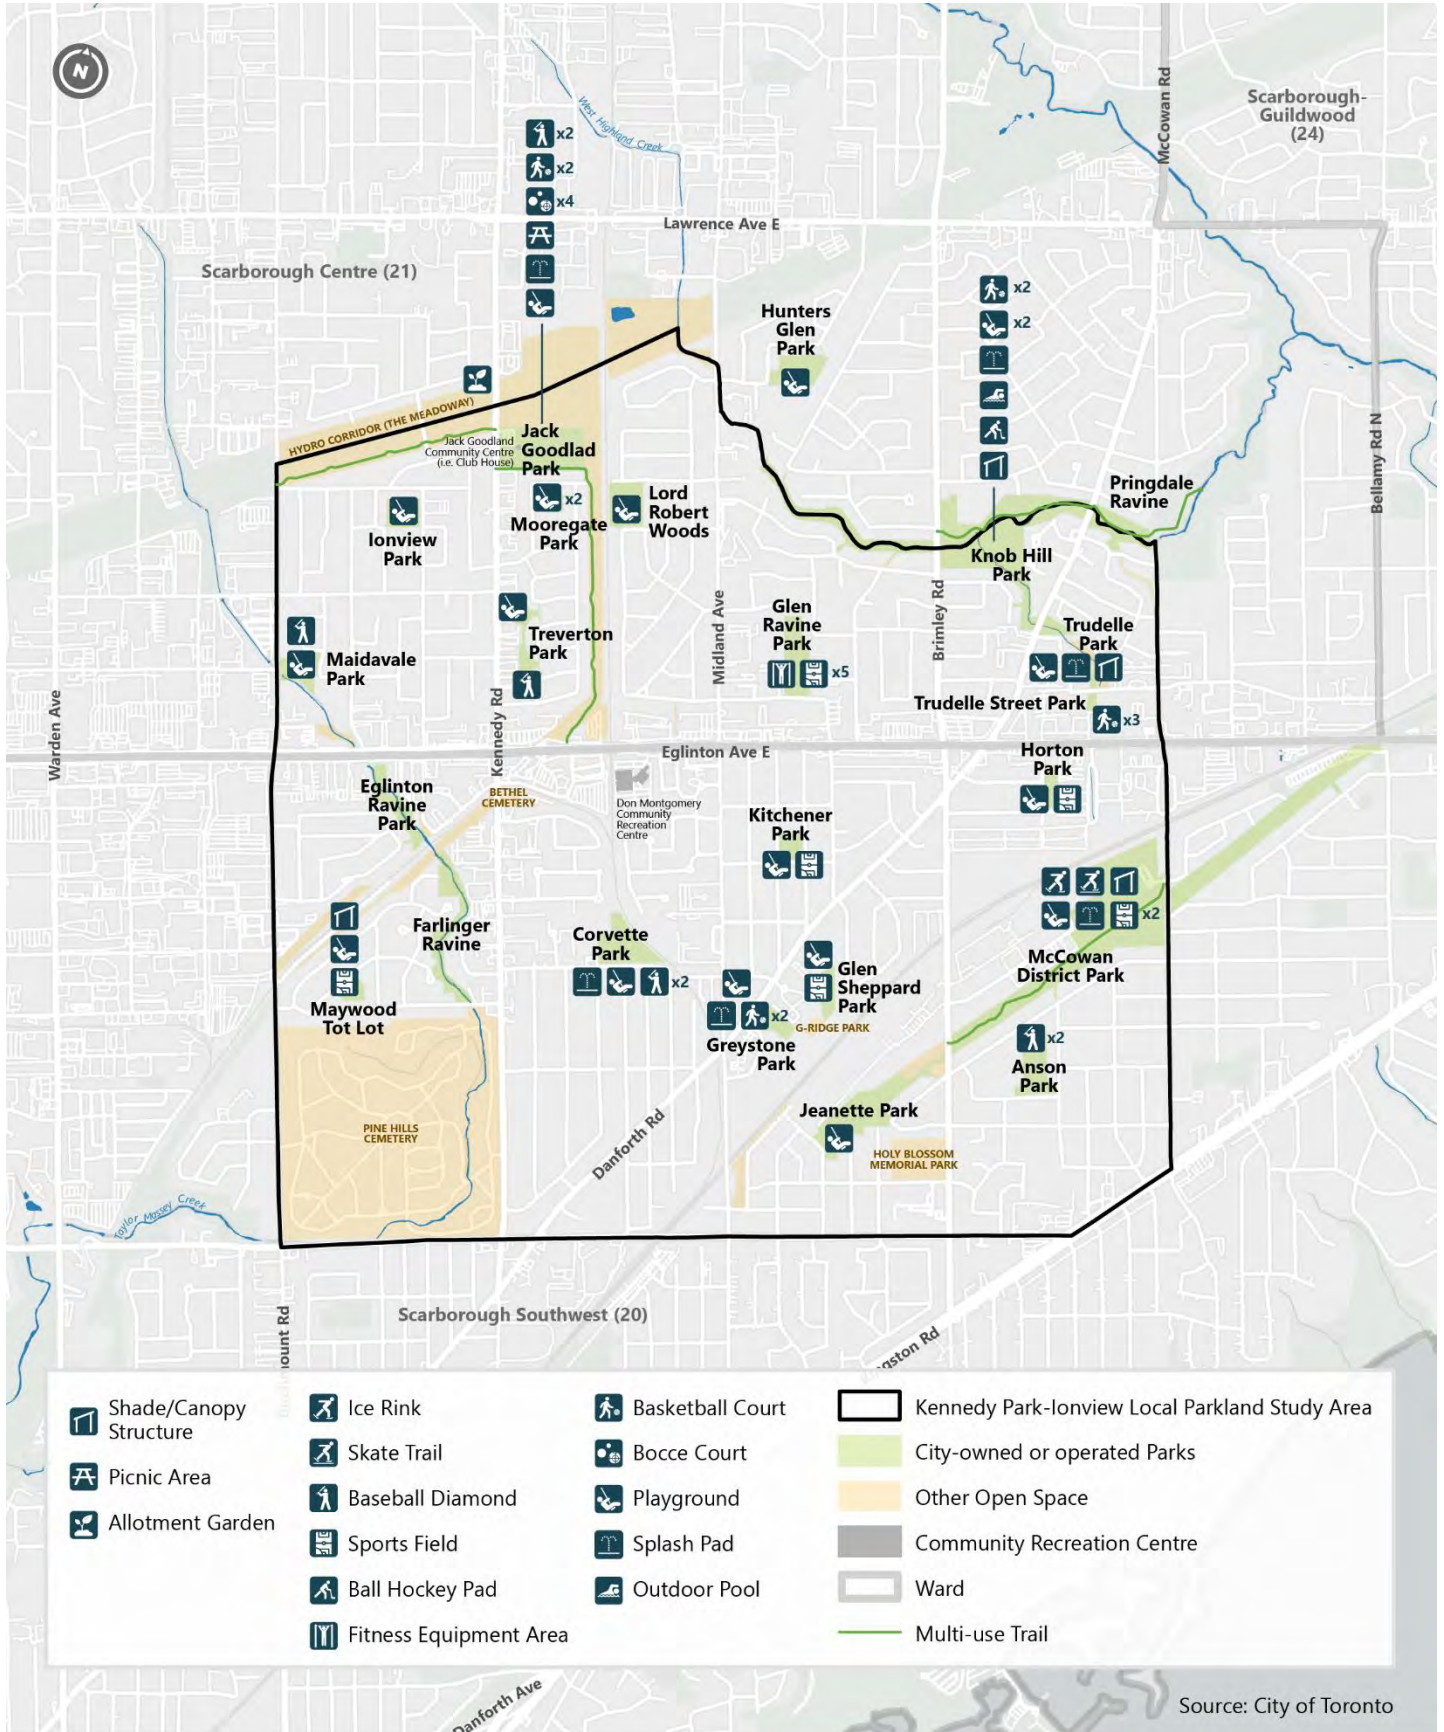 N
McCowan Rd
Scarborough-
Guildwood
(24)
West Highland Creek
x2
x2
x4
Lawrence Ave E
Scarborough Centre (21)
Hunters
Glen
Park
x2
x2
HYDRO CORRIDOR (THE MEADOWAY)
Jack Goodland
Community Centre
(i.e. Club House)
Jack
Goodlad
Park
Bellamy Rd N
Pringdale
Ravine
x2
Mooregate
Park
Lord
Robert
Woods
Ionview
Park
Knob Hill
Park
Midland Ave
Brimley Rd
Glen
Ravine
Park
x5
Treverton
Park
Trudelle
Park
Maidavale
Park
Trudelle Street Park
x3
Warden Ave
Kennedy Rd
Eglinton Ave E
Horton
Park
Eglinton
Ravine
Park
BETHEL
CEMETERY
Don Montgomery
Community
Recreation
Centre
Kitchener
Park
Farlinger
Ravine
Corvette
Park
x2
x2
McCowan
District Park
Glen
Sheppard
Park
Maywood
Tot Lot
x2
Greystone
Park
G-RIDGE PARK
x2
Anson
Park
Jeanette Park
PINE HILLS
CEMETERY
Danforth Rd
HOLY BLOSSOM
MEMORIAL PARK
Taylor Massey Creek
Scarborough Southwest (20)
mount Rd
ngston Rd
Shade/Canopy
Structure
Picnic Area
Allotment Garden
Ice Rink
Skate Trail
Baseball Diamond
Sports Field
Ball Hockey Pad
Fitness Equipment Area
Basketball Court
Bocce Court
Playground
Splash Pad
Outdoor Pool
Kennedy Park-Ionview Local Parkland Study Area
City-owned or operated Parks
Other Open Space
Community Recreation Centre
Ward
Multi-use Trail
Danforth Ave
Source: City of Toronto